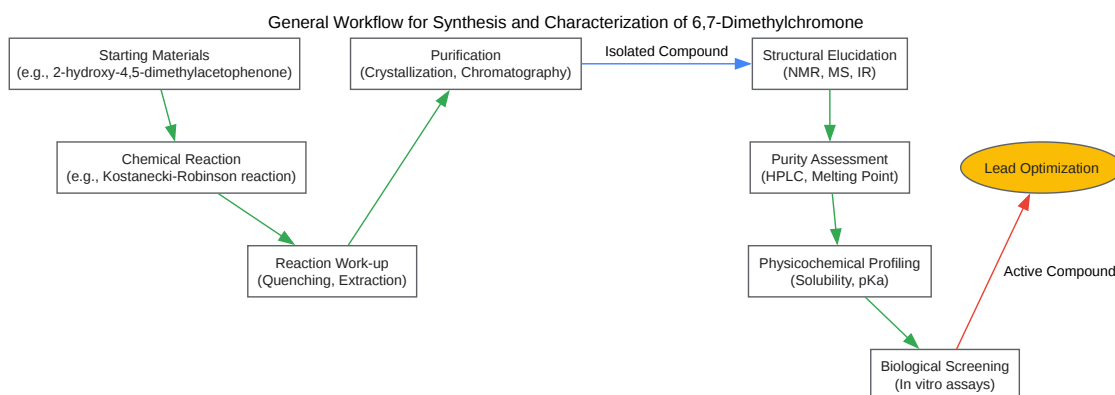 General Workflow for Synthesis and Characterization of 6,7-Dimethylchromone
Starting Materials
(e.g., 2-hydroxy-4,5-dimethylacetophenone)
Chemical Reaction
(e.g., Kostanecki-Robinson reaction)
Reaction Work-up
(Quenching, Extraction)
Purification
(Crystallization, Chromatography)
Isolated Compound
Structural Elucidation
(NMR, MS, IR)
Purity Assessment
(HPLC, Melting Point)
Physicochemical Profiling
(Solubility, pKa)
Biological Screening
(In vitro assays)
Active Compound
Lead Optimization